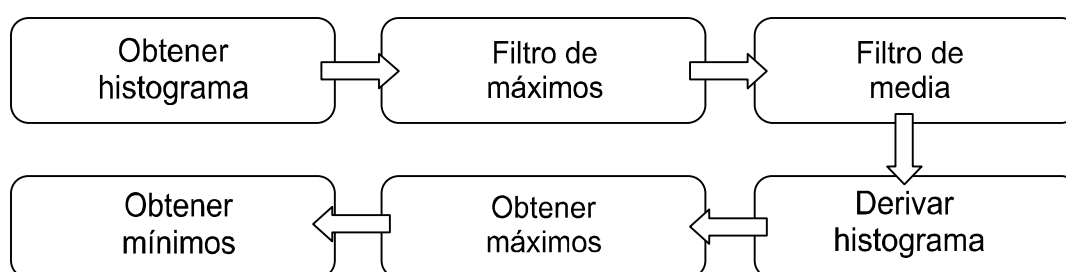 Obtener
histograma
Filtro de
máximos
Filtro de
media
Derivar
histograma
Obtener
máximos
Obtener
mínimos